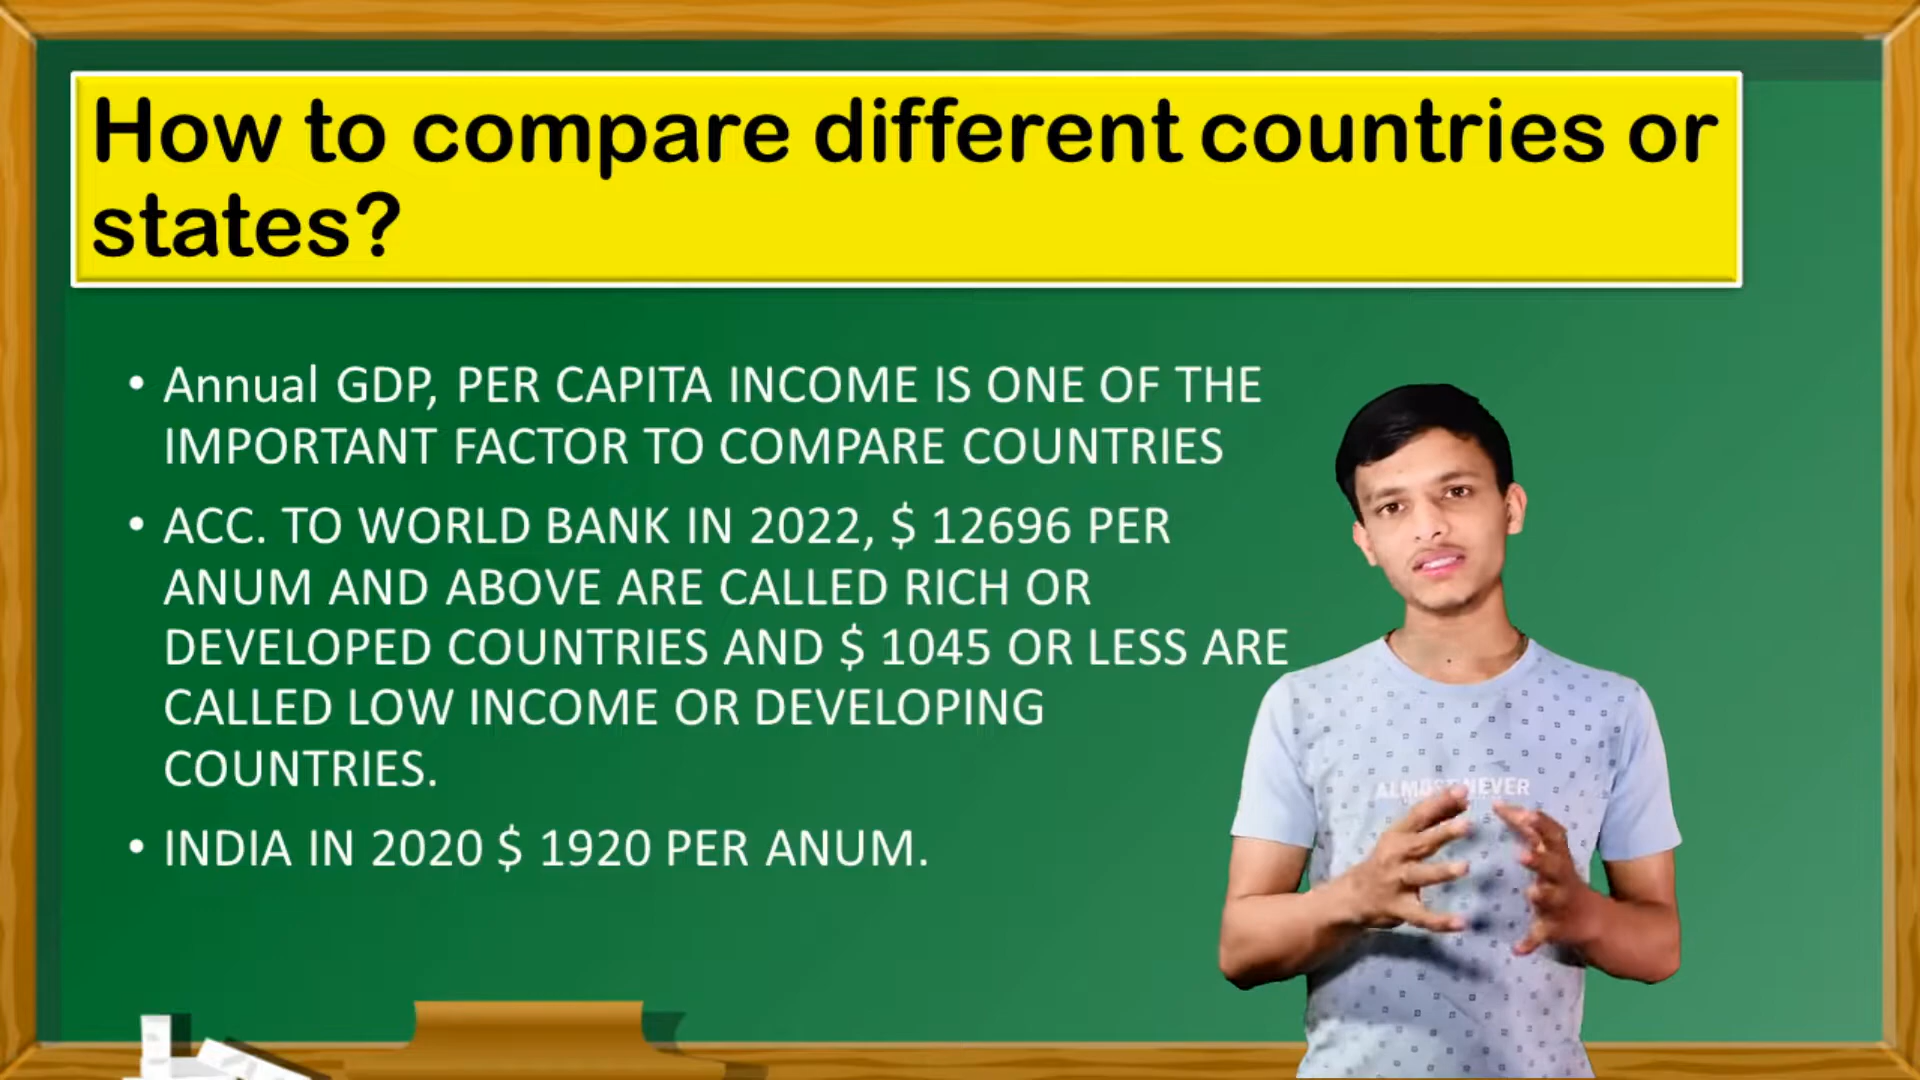 How to compare different countries or
states?
• Annual GDP, PER CAPITA INCOME IS ONE OF THE
IMPORTANT FACTOR TO COMPARE COUNTRIES
• ACC. TO WORLD BANK IN 2022, $ 12696 PER
ANUM AND ABOVE ARE CALLED RICH OR
DEVELOPED COUNTRIES AND $ 1045 OR LESS ARE
CALLED LOW INCOME OR DEVELOPING
COUNTRIES.
• INDIA IN 2020 $ 1920 PER ANUM.
NEVER